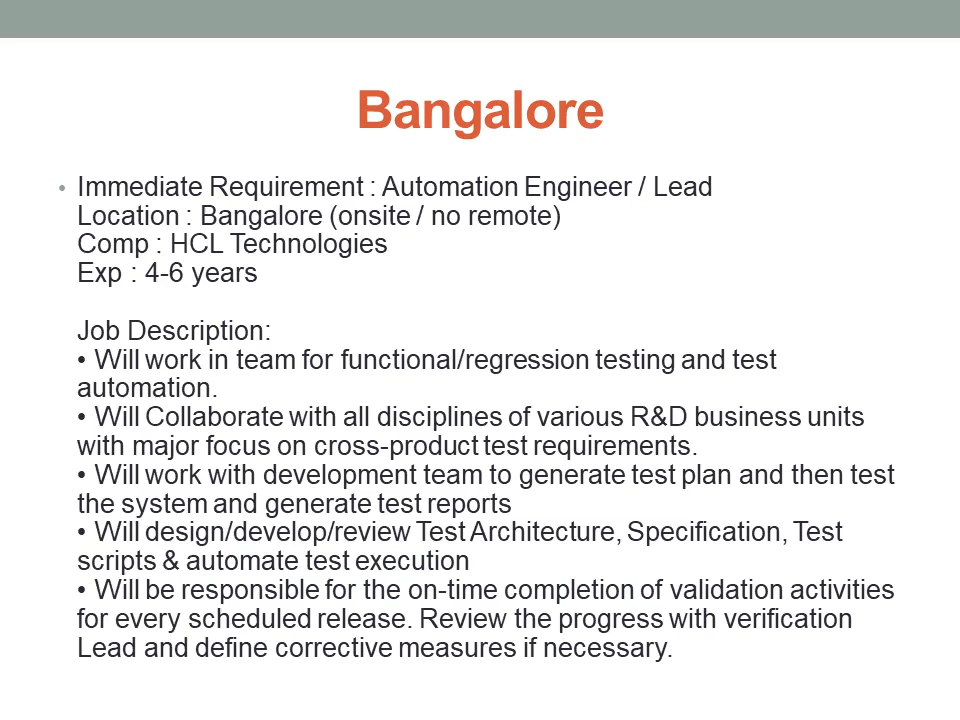 Bangalore
• Immediate Requirement : Automation Engineer / Lead
Location : Bangalore (onsite / no remote)
Comp : HCL Technologies
Exp : 4-6 years
Job Description:
• Will work in team for functional/regression testing and test
automation.
• Will Collaborate with all disciplines of various R&D business units
with major focus on cross-product test requirements.
• Will work with development team to generate test plan and then test
the system and generate test reports
• Will design/develop/review Test Architecture, Specification, Test
scripts & automate test execution
• Will be responsible for the on-time completion of validation activities
for every scheduled release. Review the progress with verification
Lead and define corrective measures if necessary.